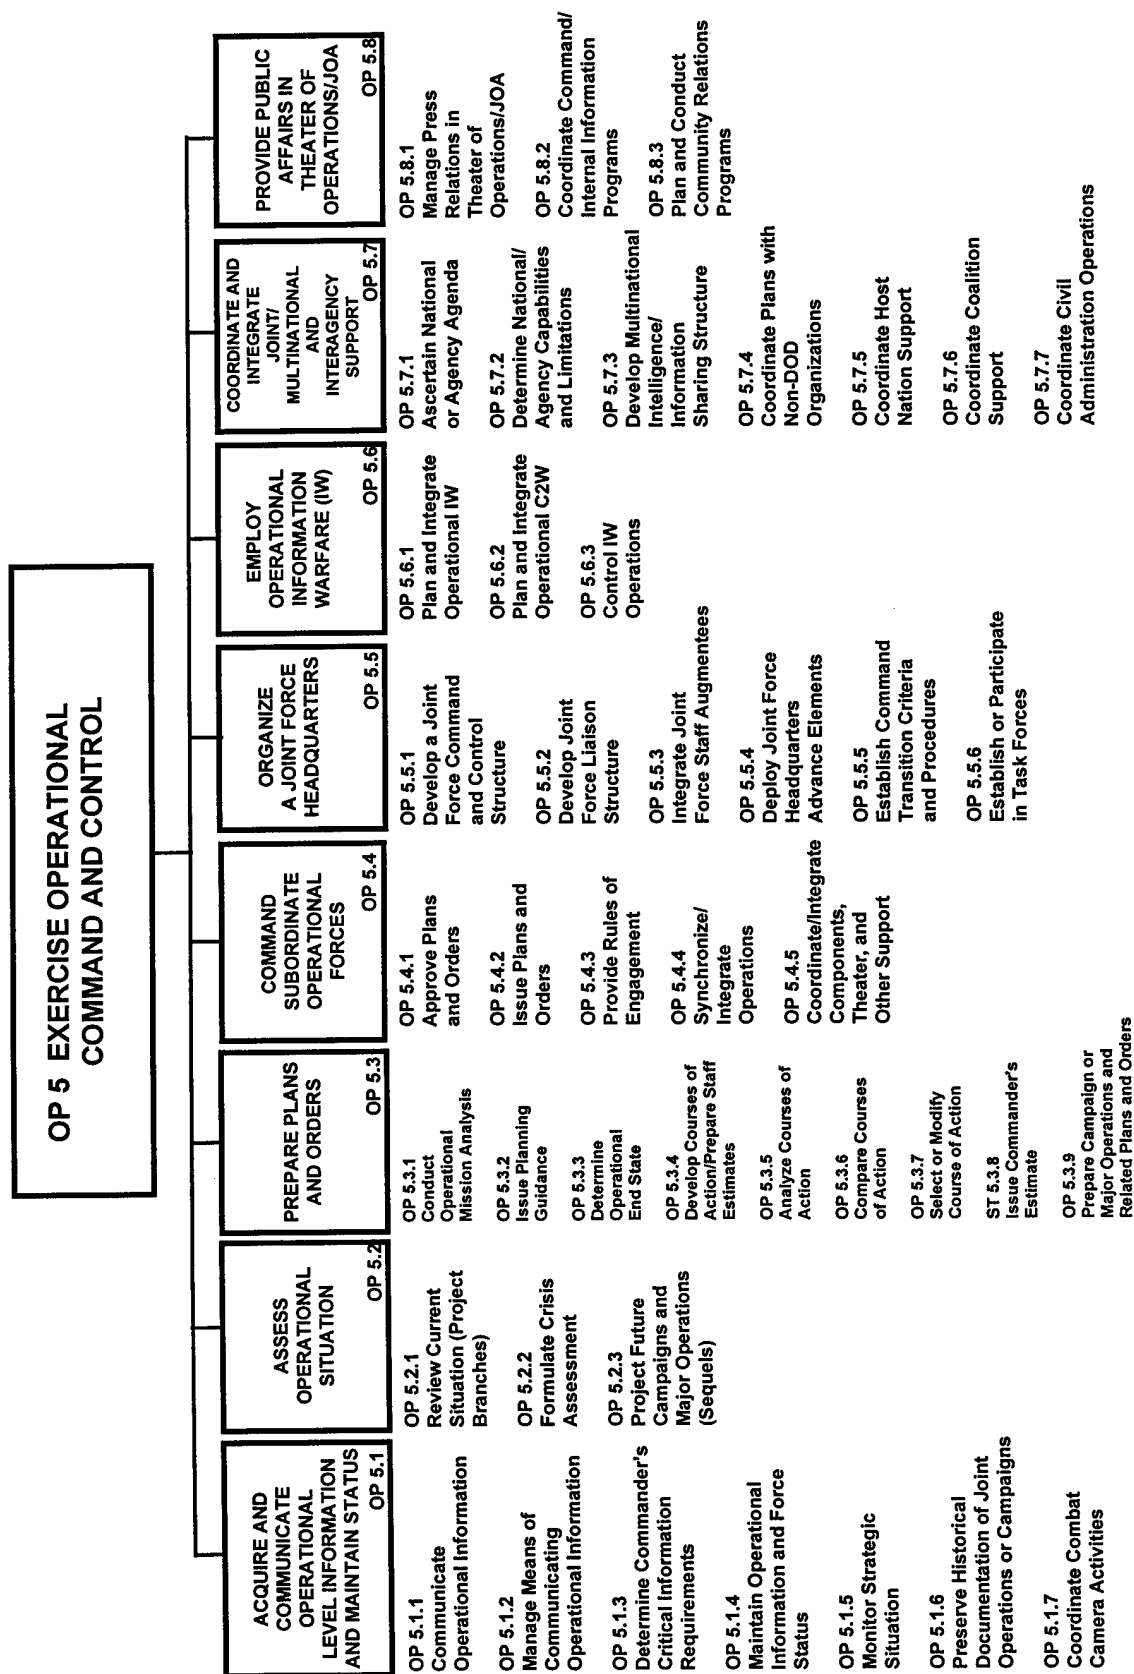 OP 5 EXERCISE OPERATIONAL
COMMAND AND CONTROL
ACQUIRE AND
COMMUNICATE
OPERATIONAL
LEVEL INFORMATION
AND MAINTAIN STATUS
OP 5.1
OP 5.1.1
Communicate
Operational Information
OP 5.1.2
Manage Means of
Communicating
Operational Information
OP 5.1.3
Determine Commander's
Critical Information
Requirements
OP 5.1.4
Maintain Operational
Information and Force
Status
OP 5.1.5
Monitor Strategic
Situation
OP 5.1.6
Preserve Historical
Documentation of Joint
Operations or Campaigns
OP 5.1.7
Coordinate Combat
Camera Activities
ASSESS
OPERATIONAL
SITUATION
OP 5.2
OP 5.2.1
Review Current
Situation (Project
Branches)
OP 5.2.2
Formulate Crisis
Assessment
OP 5.2.3
Project Future
Campaigns and
Major Operations
(Sequels)
PREPARE PLANS
AND ORDERS
OP 5.3
OP 5.3.1
Conduct
Operational
Mission Analysis
OP 5.3.2
Issue Planning
Guidance
OP 5.3.3
Determine
Operational
End State
OP 5.3.4
Develop Courses of
Action/Prepare Staff
Estimates
OP 5.3.5
Analyze Courses of
Action
OP 5.3.6
Compare Courses
of Action
OP 5.3.7
Select or Modify
Course of Action
ST 5.3.8
Issue Commander's
Estimate
OP 5.3.9
Prepare Campaign or
Major Operations and
Related Plans and Orders
COMMAND
SUBORDINATE
OPERATIONAL
FORCES
OP 5.4
OP 5.4.1
Approve Plans
and Orders
OP 5.4.2
Issue Plans and
Orders
OP 5.4.3
Provide Rules of
Engagement
OP 5.4.4
Synchronize/
Integrate
Operations
OP 5.4.5
Coordinate/Integrate
Components,
Theater, and
Other Support
ORGANIZE
A JOINT FORCE
HEADQUARTERS
OP 5.5
OP 5.5.1
Develop a Joint
Force Command
and Control
Structure
OP 5.5.2
Develop Joint
Force Liaison
Structure
OP 5.5.3
Integrate Joint
Force Staff Augmentees
OP 5.5.4
Deploy Joint Force
Headquarters
Advance Elements
OP 5.5.5
Establish Command
Transition Criteria
and Procedures
OP 5.5.6
Establish or Participate
in Task Forces
EMPLOY
OPERATIONAL
INFORMATION
WARFARE (IW)
OP 5.6
OP 5.6.1
Plan and Integrate
Operational IW
OP 5.6.2
Plan and Integrate
Operational C2W
OP 5.6.3
Control IW
Operations
COORDINATE AND
INTEGRATE
JOINT/
MULTINATIONAL
AND
INTERAGENCY
SUPPORT
OP 5.7
OP 5.7.1
Ascertain National
or Agency Agenda
OP 5.7.2
Determine National/
Agency Capabilities
and Limitations
OP 5.7.3
Develop Multinational
Intelligence/
Information
Sharing Structure
OP 5.7.4
Coordinate Plans with
Non-DOD
Organizations
OP 5.7.5
Coordinate Host
Nation Support
OP 5.7.6
Coordinate Coalition
Support
OP 5.7.7
Coordinate Civil
Administration Operations
PROVIDE PUBLIC
AFFAIRS IN
THEATER OF
OPERATIONS/JOA
OP 5.8
OP 5.8.1
Manage Press
Relations in
Theater of
Operations/JOA
OP 5.8.2
Coordinate Command/
Internal Information
Programs
OP 5.8.3
Plan and Conduct
Community Relations
Programs